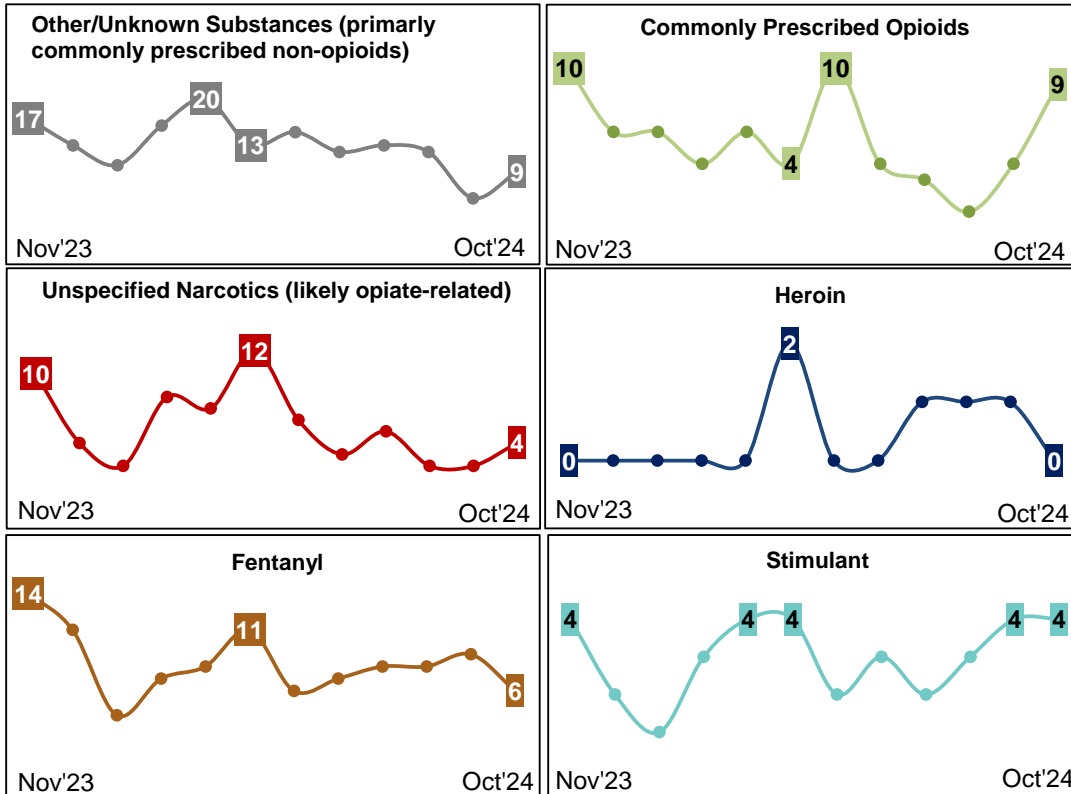 Other/Unknown Substances (primarly
commonly prescribed non-opioids)
17
20
13
9
Nov'23
Oct'24
Commonly Prescribed Opioids
10
4
10
9
Nov'23
Oct'24
Unspecified Narcotics (likely opiate-related)
10
12
4
Nov'23
Oct'24
Heroin
0
2
0
Nov'23
Oct'24
Fentanyl
14
11
6
Nov'23
Oct'24
Stimulant
4
4
4
4
4
Nov'23
Oct'24